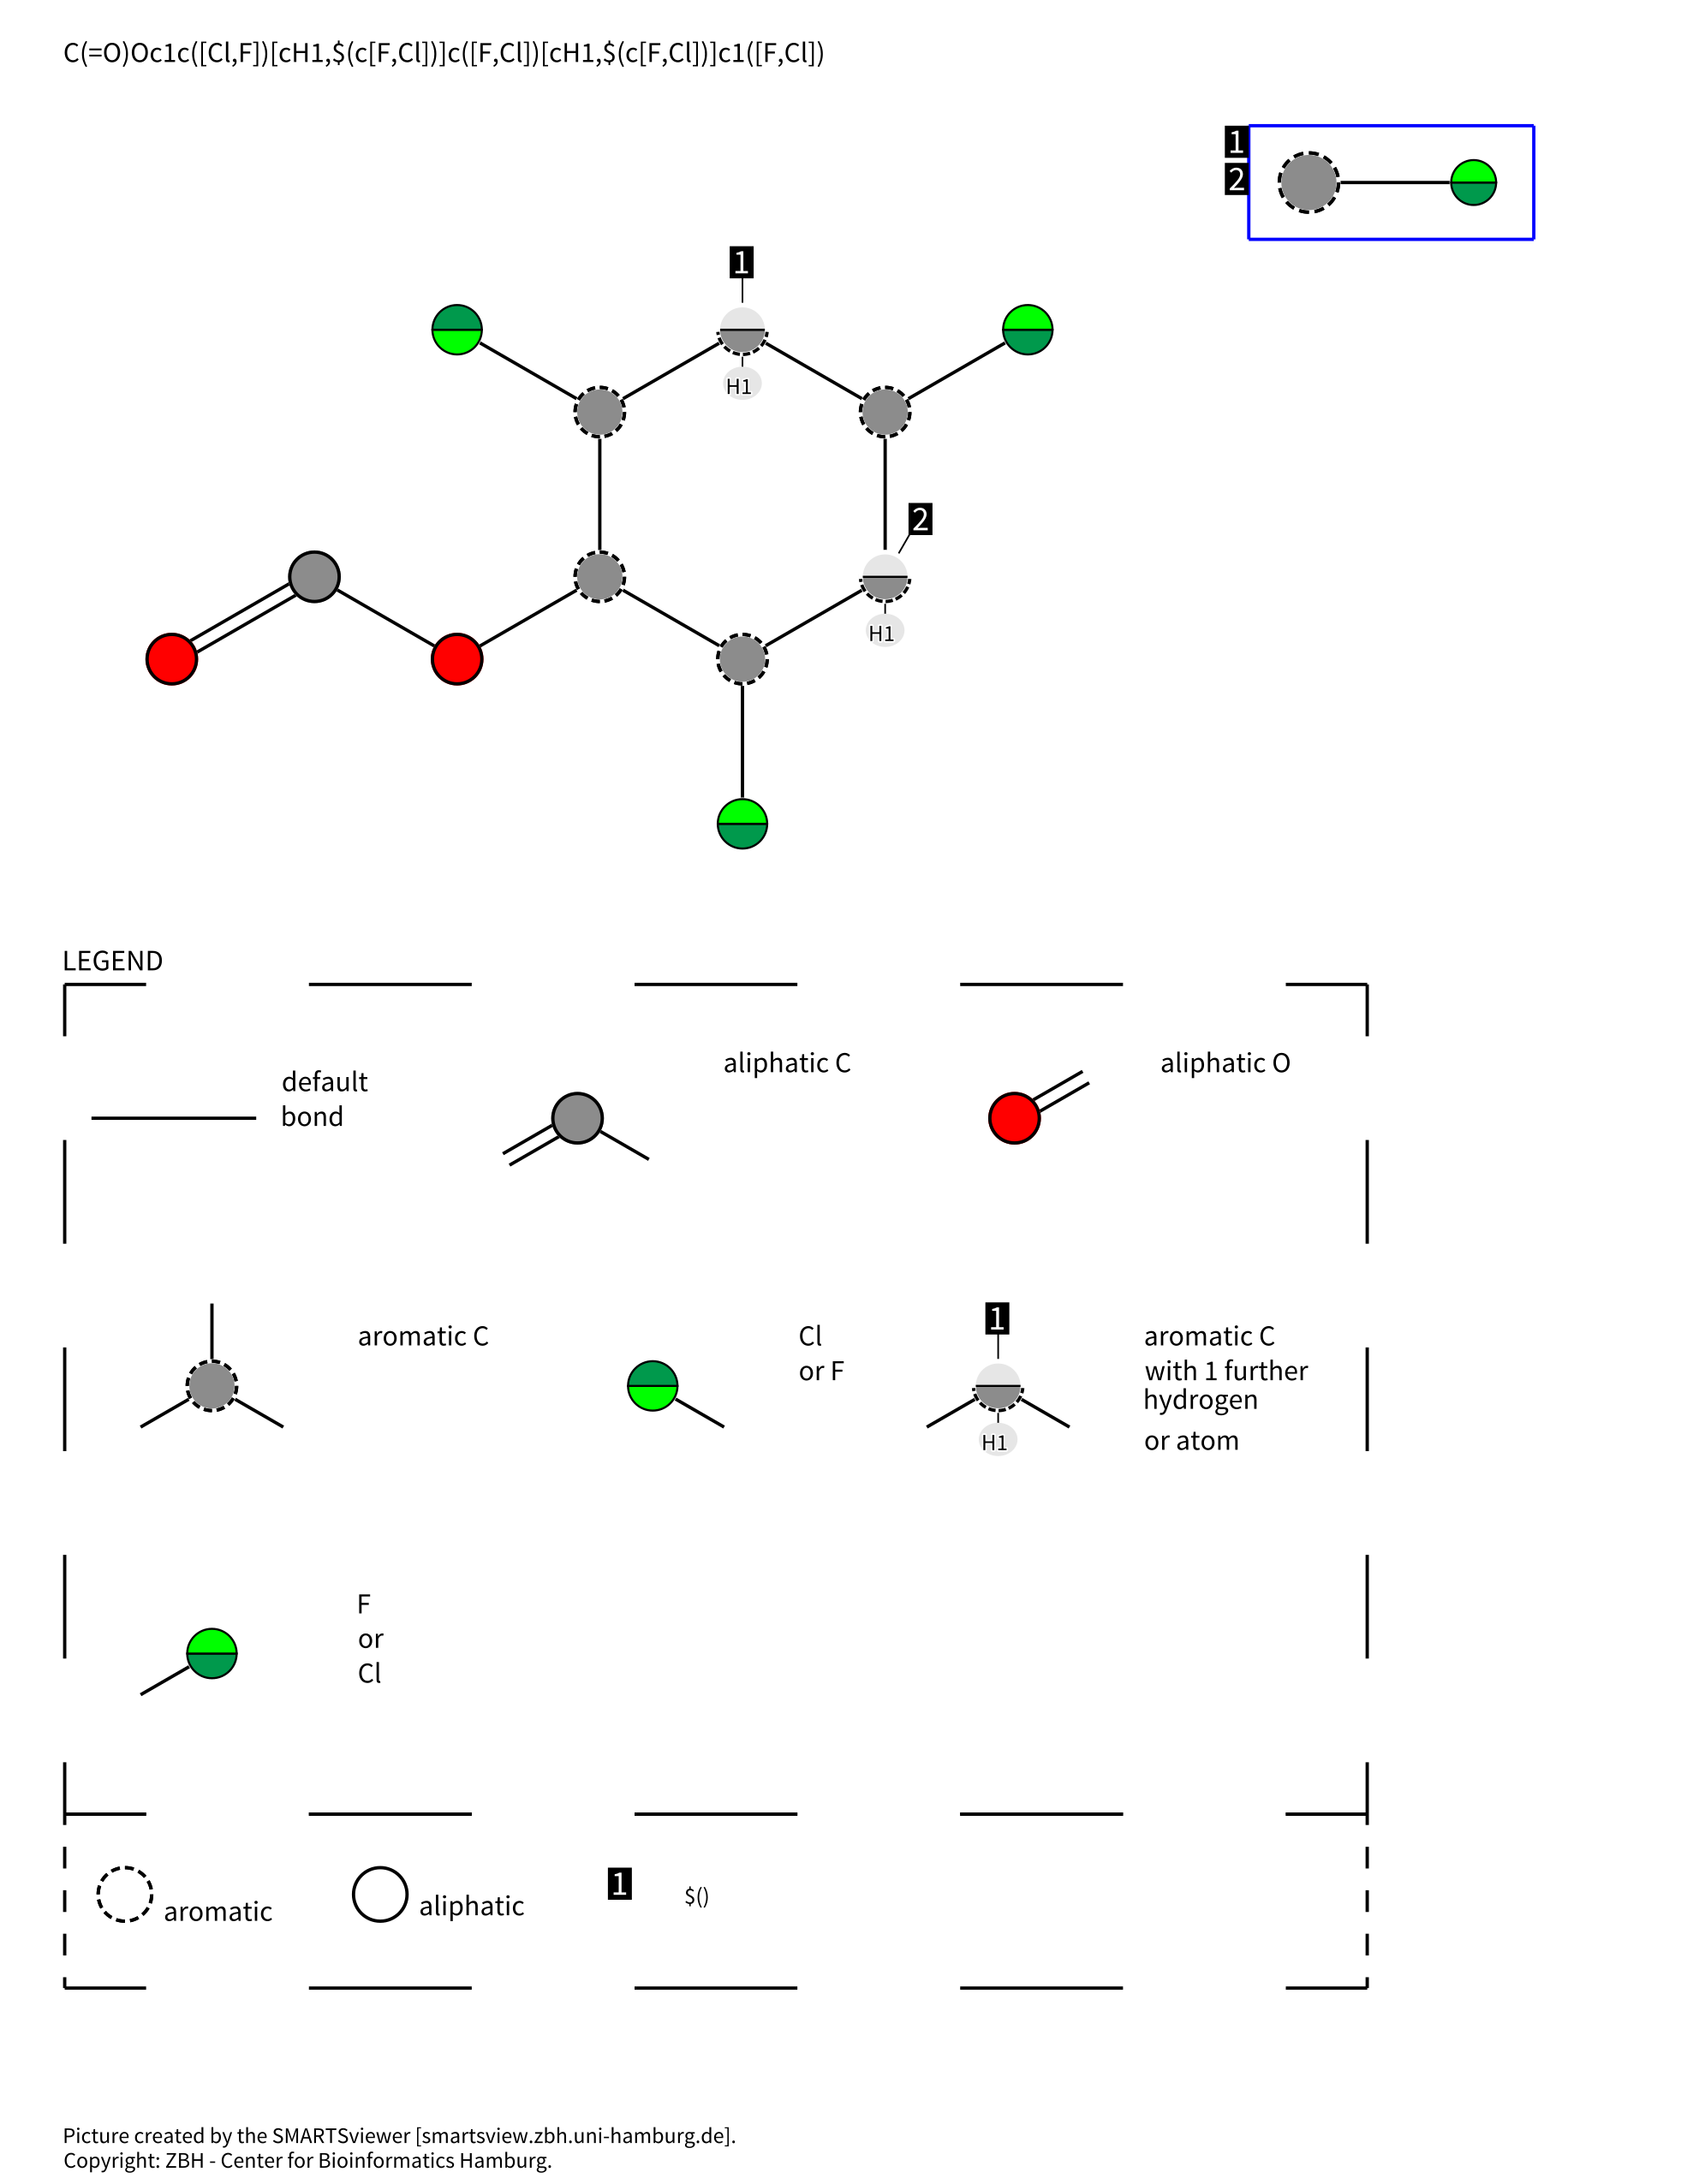 C(=O)Oc1c([Cl,F])[cH1,$(c[F,Cl])]c([F,Cl])[cH1,$(c[F,Cl])]c1([F,Cl])
1
2
1
H1
2
H1
LEGEND
default
bond
aliphatic C
aliphatic O
aromatic C
Cl
or F
1
H1
aromatic C
with 1 further
hydrogen
or atom
F
or
Cl
aromatic
aliphatic
1
$()
Picture created by the SMARTSviewer [smartsview.zbh.uni-hamburg.de].
Copyright: ZBH - Center for Bioinformatics Hamburg.